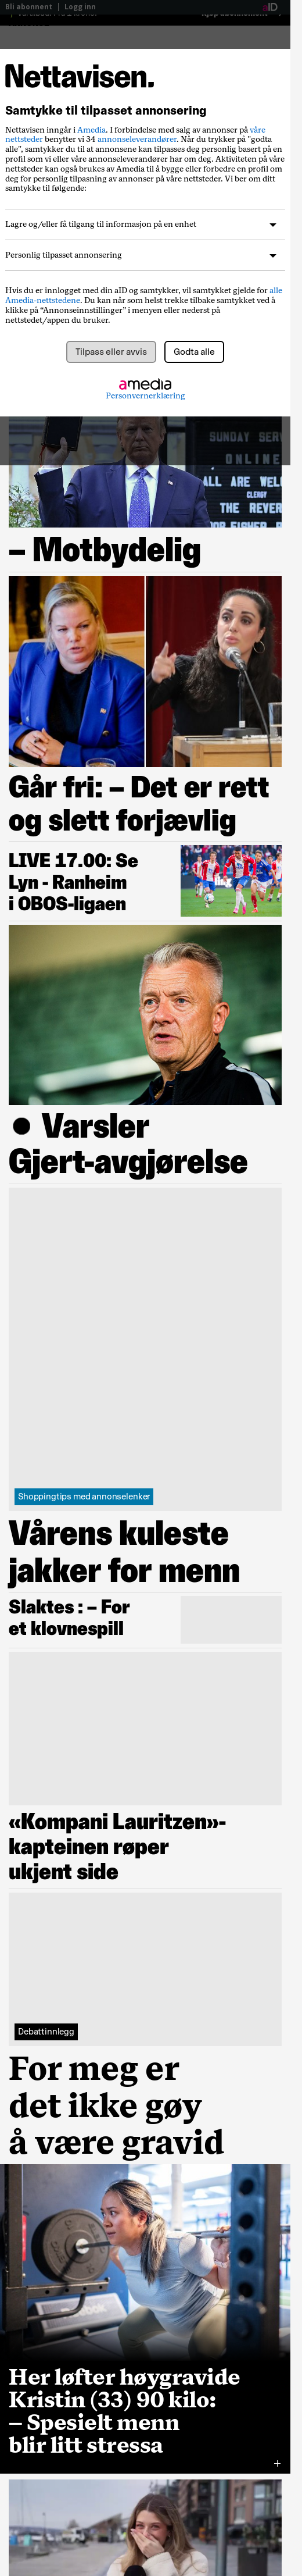 Bli abonnent | Logg inn
aID
Nettavisen.
Samtykke til tilpasset annonsering
Nettavisen inngår i Amedia. I forbindelse med salg av annonser på våre
nettsteder benytter vi 34 annonseleverandører. Når du trykker på "godta
alle", samtykker du til at annonsene kan tilpasses deg personlig basert på en
profil som vi eller våre annonseleverandører har om deg. Aktiviteten på våre
nettsteder kan også brukes av Amedia til å bygge eller forbedre en profil om
deg for personlig tilpasning av annonser på våre nettsteder. Vi ber om ditt
samtykke til følgende:
Lagre og/eller få tilgang til informasjon på en enhet
Personlig tilpasset annonsering
Hvis du er innlogget med din aID og samtykker, vil samtykket gjelde for alle
Amedia-nettstedene. Du kan når som helst trekke tilbake samtykket ved å
klikke på “Annonseinnstillinger” i menyen eller nederst på
nettstedet/appen du bruker.
Tilpass eller avvis
Godta alle
amedia
Personvernerklæring
SUNDAY SER
ONLINE
ALL ARE WEL
CLERGY
THE REVER
– Motbydelig
Går fri: – Det er rett
og slett forjævlig
LIVE 17.00: Se
Lyn - Ranheim
i OBOS-ligaen
● Varsler
Gjert-avgjørelse
Shoppingtips med annonselenker
Vårens kuleste
jakker for menn
Slaktes : – For
et klovnespill
«Kompani Lauritzen»-
kapteinen røper
ukjent side
Debattinnlegg
For meg er
det ikke gøy
å være gravid
Her løfter høygravide
Kristin (33) 90 kilo:
– Spesielt menn
blir litt stressa
+